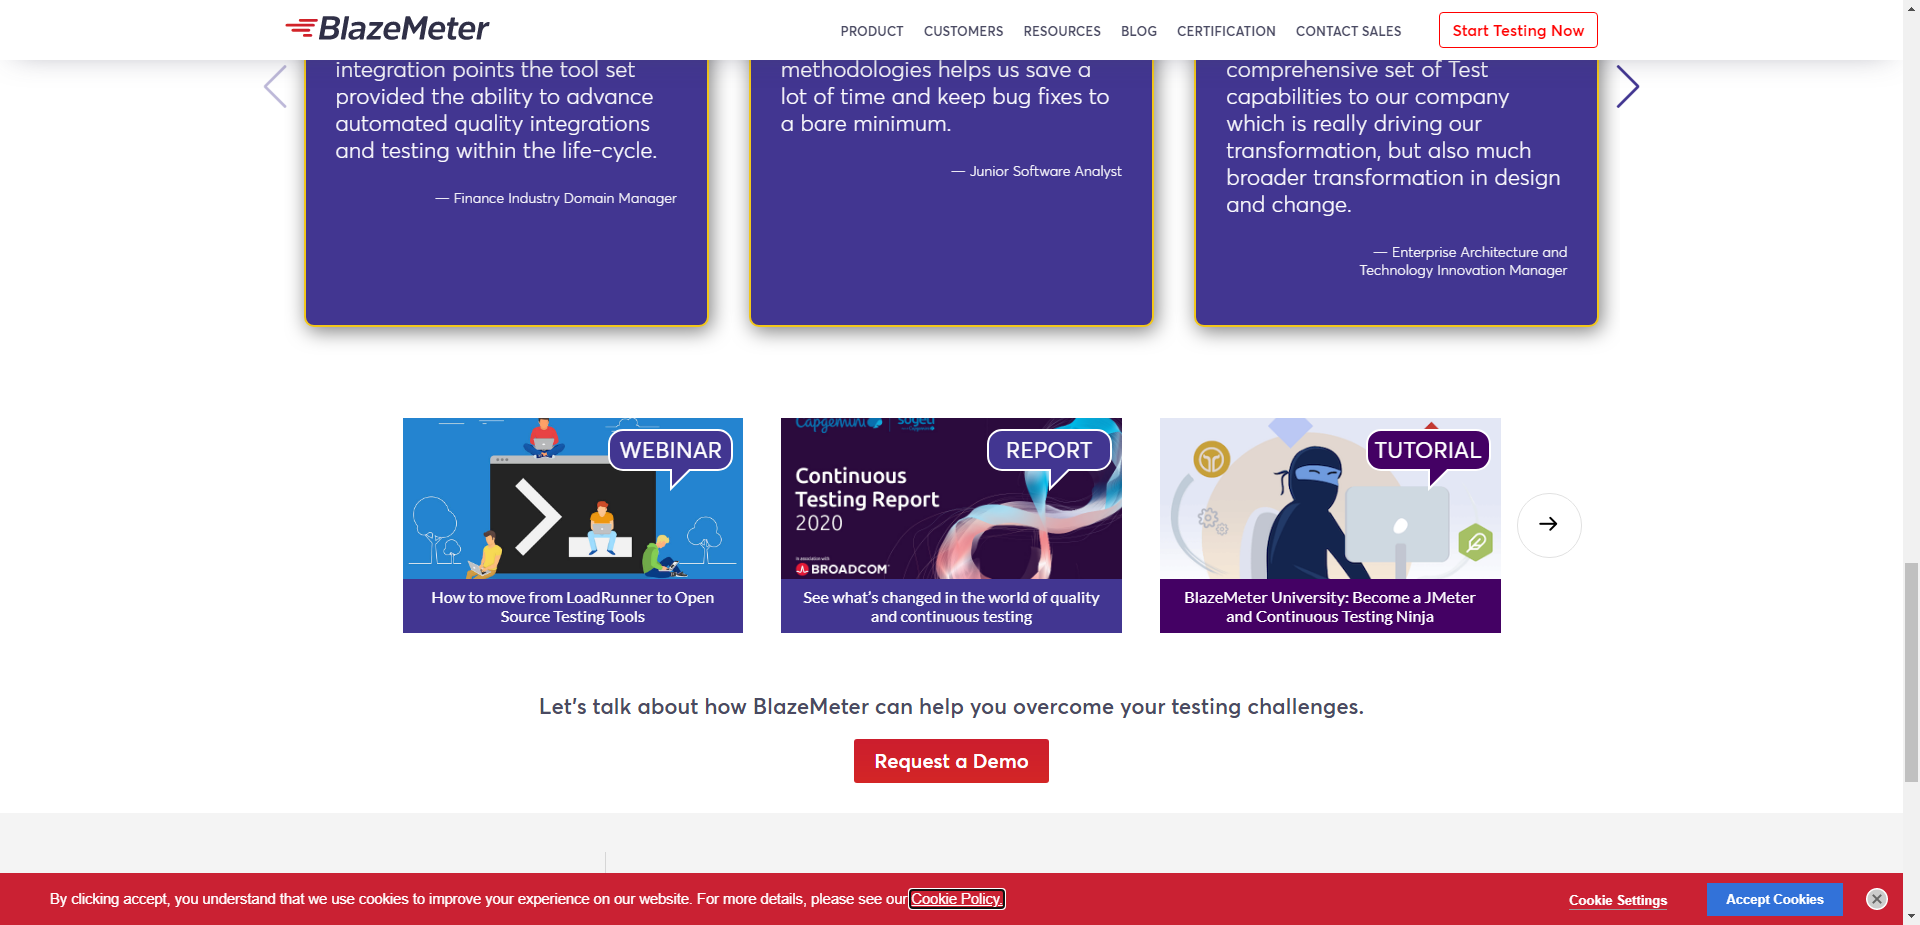 BlazeMeter
PRODUCT CUSTOMERS RESOURCES BLOG CERTIFICATION CONTACT SALES Start Testing Now
integration points the tool set
provided the ability to advance
automated quality integrations
and testing within the life-cycle.
— Finance Industry Domain Manager
methodologies helps us save a
lot of time and keep bug fixes to
a bare minimum.
— Junior Software Analyst
comprehensive set of Test
capabilities to our company
which is really driving our
transformation, but also much
broader transformation in design
and change.
— Enterprise Architecture and
Technology Innovation Manager
WEBINAR
How to move from LoadRunner to Open
Source Testing Tools
Capgemini sogeti
REPORT
Continuous
Testing Report
2020
In association with
BROADCOM
See what's changed in the world of quality
and continuous testing
TUTORIAL
BlazeMeter University: Become a JMeter
and Continuous Testing Ninja
Let's talk about how BlazeMeter can help you overcome your testing challenges.
Request a Demo
By clicking accept, you understand that we use cookies to improve your experience on our website. For more details, please see our Cookie Policy.
Cookie Settings
Accept Cookies